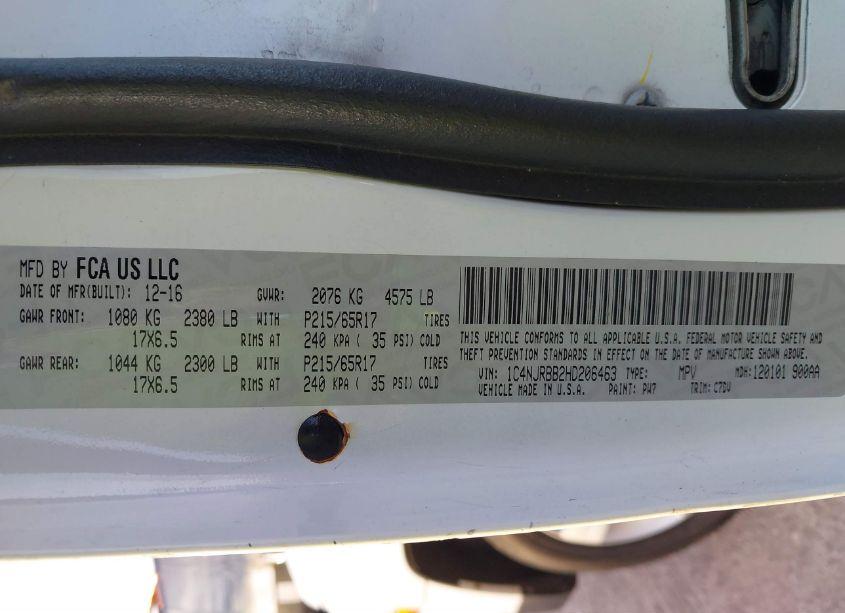 MFD BY FCA US LLC
DATE OF MFR(BUILT): 12-16 GVWR: 2076 KG 4575 LB
GAWR FRONT: 1080 KG 2380 LB WITH P215/65R17 TIRES
17X6.5 RIMS AT 240 KPA ( 35 PSI) COLD
GAWR REAR: 1044 KG 2300 LB WITH P215/65R17 TIRES
17X6.5 RIMS AT 240 KPA ( 35 PSI) COLD
THIS VEHICLE CONFORMS TO ALL APPLICABLE U.S.A. FEDERAL MOTOR VEHICLE SAFETY AND
THEFT PREVENTION STANDARDS IN EFFECT ON THE DATE OF MANUFACTURE SHOWN ABOVE.
VIN: 1C4NJRBB2HD206463 TYPE: MPV MDH:120101 900AA
VEHICLE MADE IN U.S.A. PAINT: PW7 TRIM: C7DV